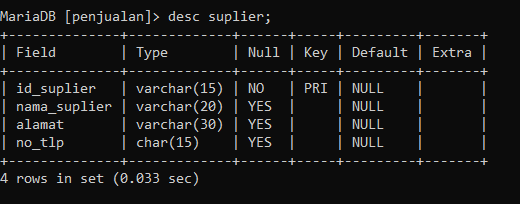 MariaDB [penjualan]> desc suplier;
+--------------+-------------+------+-----+---------+-------+
| Field        | Type        | Null | Key | Default | Extra |
+--------------+-------------+------+-----+---------+-------+
| id_suplier   | varchar(15) | NO   | PRI | NULL    |       |
| nama_suplier | varchar(20) | YES  |     | NULL    |       |
| alamat       | varchar(30) | YES  |     | NULL    |       |
| no_tlp       | char(15)    | YES  |     | NULL    |       |
+--------------+-------------+------+-----+---------+-------+
4 rows in set (0.033 sec)